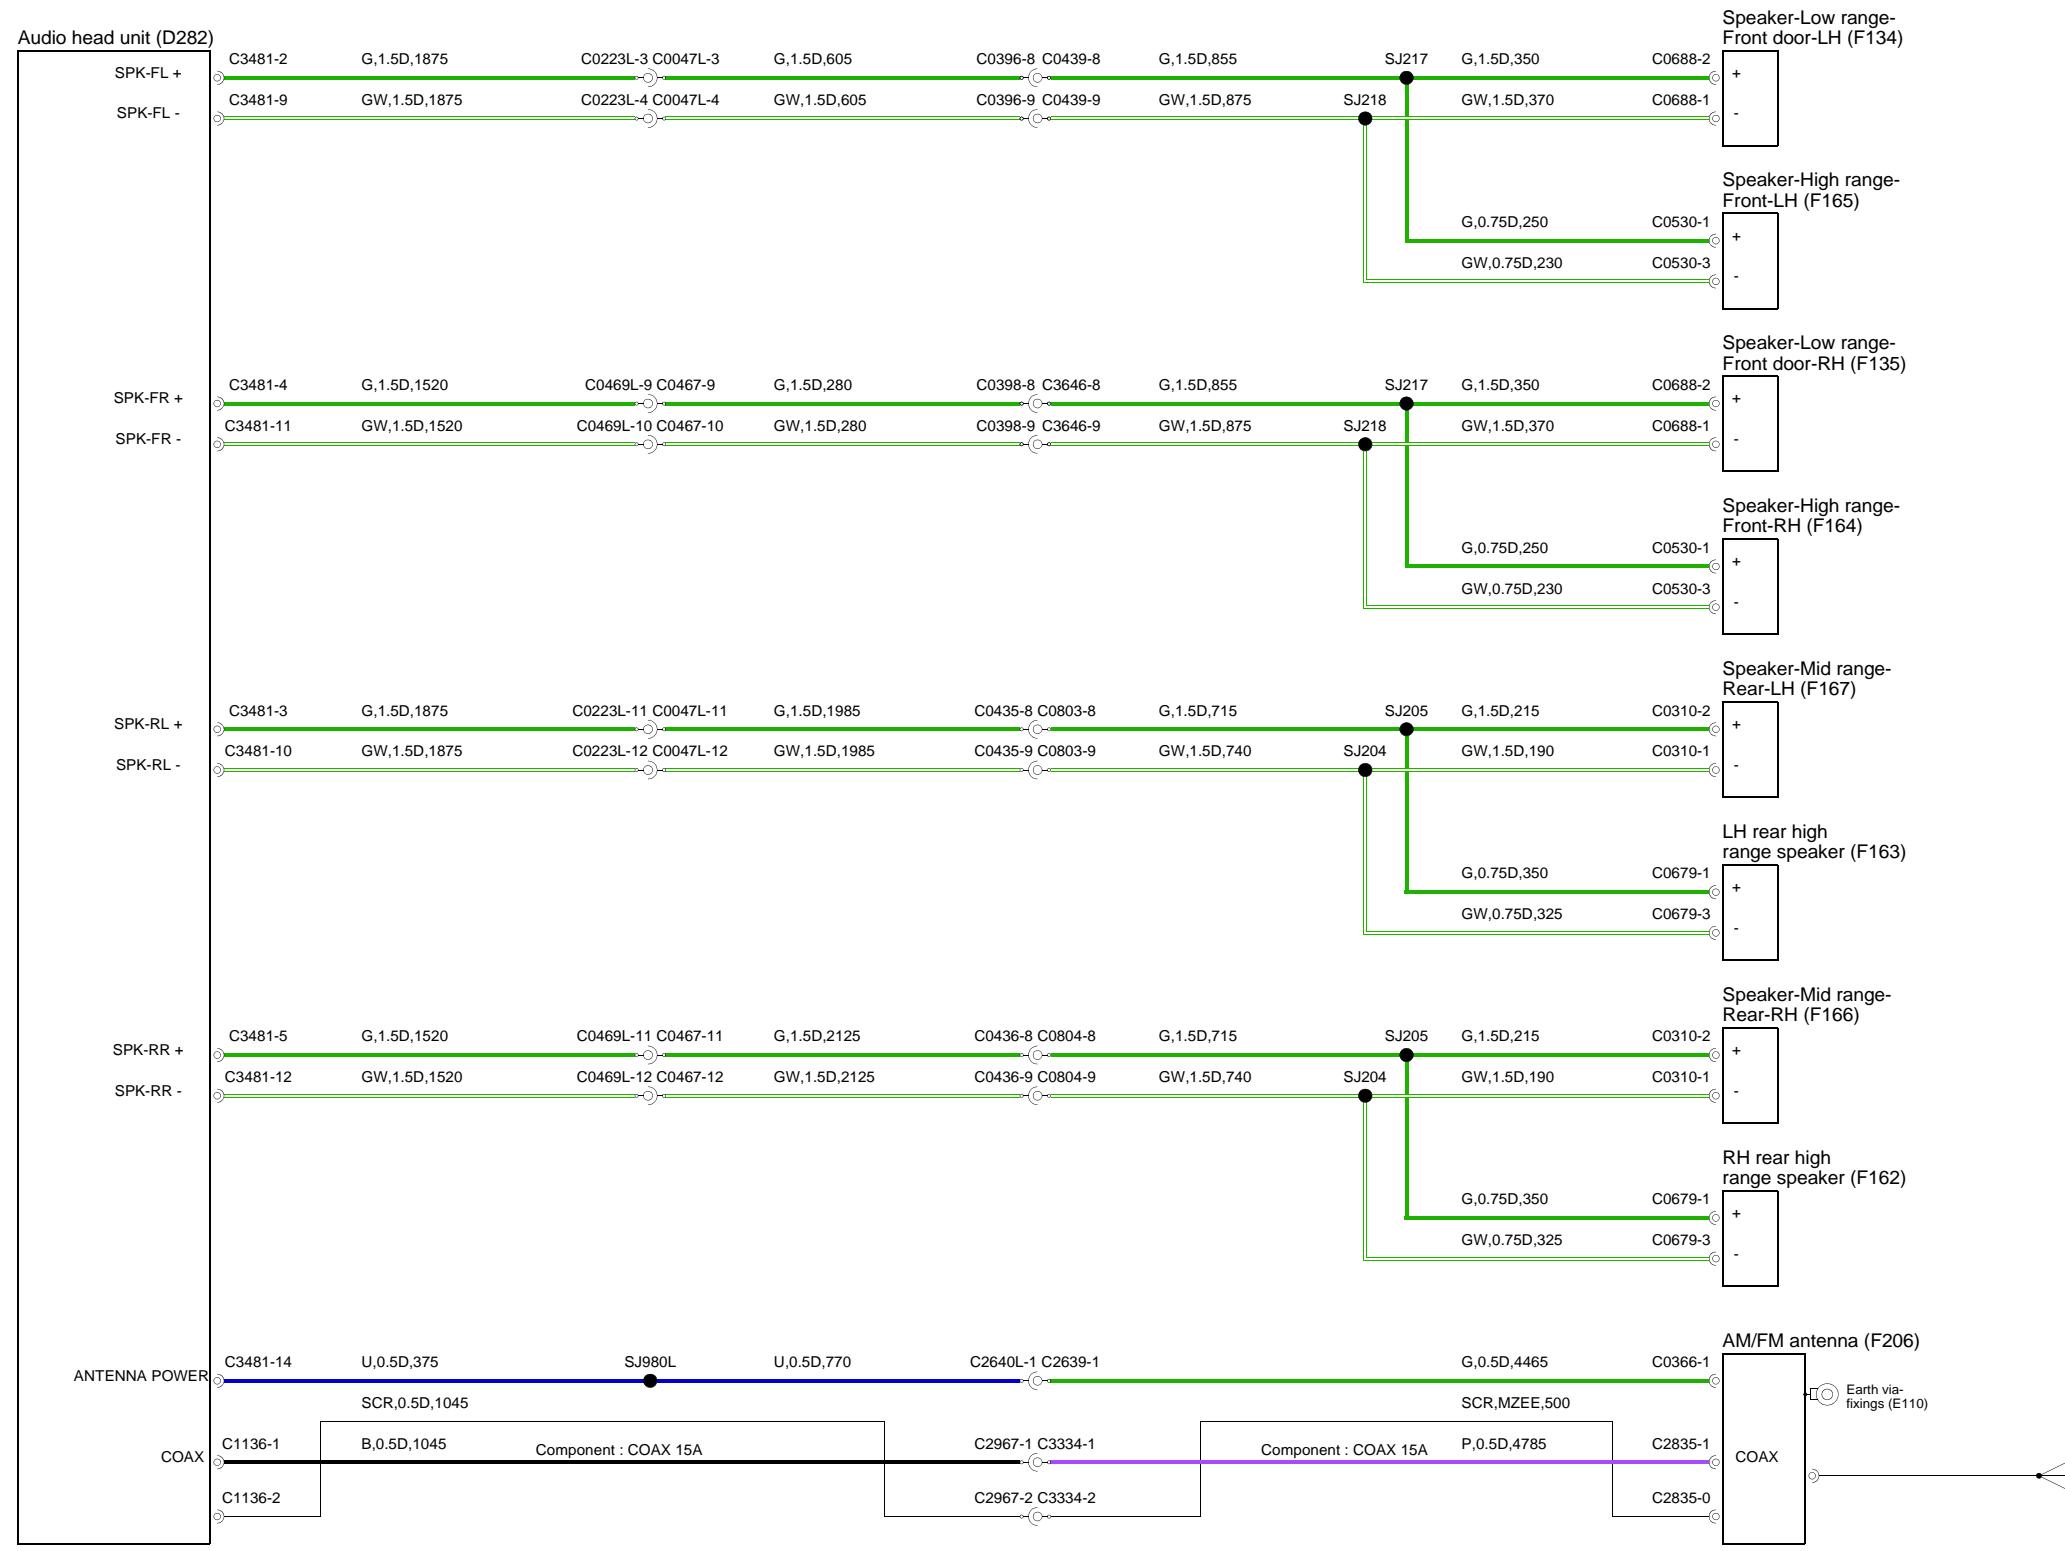 Audio head unit (D282)
Speaker-Low range-
Front door-LH (F134)
SPK-FL +
C3481-2
G,1.5D,1875
C0223L-3 C0047L-3
G,1.5D,605
C0396-8 C0439-8
G,1.5D,855
SJ217
G,1.5D,350
C0688-2
+
SPK-FL -
C3481-9
GW,1.5D,1875
C0223L-4 C0047L-4
GW,1.5D,605
C0396-9 C0439-9
GW,1.5D,875
SJ218
GW,1.5D,370
C0688-1
-
Speaker-High range-
Front-LH (F165)
G,0.75D,250
C0530-1
+
GW,0.75D,230
C0530-3
-
Speaker-Low range-
Front door-RH (F135)
SPK-FR +
C3481-4
G,1.5D,1520
C0469L-9 C0467-9
G,1.5D,280
C0398-8 C3646-8
G,1.5D,855
SJ217
G,1.5D,350
C0688-2
+
SPK-FR -
C3481-11
GW,1.5D,1520
C0469L-10 C0467-10
GW,1.5D,280
C0398-9 C3646-9
GW,1.5D,875
SJ218
GW,1.5D,370
C0688-1
-
Speaker-High range-
Front-RH (F164)
G,0.75D,250
C0530-1
+
GW,0.75D,230
C0530-3
-
Speaker-Mid range-
Rear-LH (F167)
SPK-RL +
C3481-3
G,1.5D,1875
C0223L-11 C0047L-11
G,1.5D,1985
C0435-8 C0803-8
G,1.5D,715
SJ205
G,1.5D,215
C0310-2
+
SPK-RL -
C3481-10
GW,1.5D,1875
C0223L-12 C0047L-12
GW,1.5D,1985
C0435-9 C0803-9
GW,1.5D,740
SJ204
GW,1.5D,190
C0310-1
-
LH rear high
range speaker (F163)
G,0.75D,350
C0679-1
+
GW,0.75D,325
C0679-3
-
Speaker-Mid range-
Rear-RH (F166)
SPK-RR +
C3481-5
G,1.5D,1520
C0469L-11 C0467-11
G,1.5D,2125
C0436-8 C0804-8
G,1.5D,715
SJ205
G,1.5D,215
C0310-2
+
SPK-RR -
C3481-12
GW,1.5D,1520
C0469L-12 C0467-12
GW,1.5D,2125
C0436-9 C0804-9
GW,1.5D,740
SJ204
GW,1.5D,190
C0310-1
-
RH rear high
range speaker (F162)
G,0.75D,350
C0679-1
+
GW,0.75D,325
C0679-3
-
AM/FM antenna (F206)
ANTENNA POWER
C3481-14
U,0.5D,375
SJ980L
U,0.5D,770
C2640L-1 C2639-1
G,0.5D,4465
C0366-1
Earth via-
fixings (E110)
SCR,0.5D,1045
SCR,MZEE,500
COAX
C1136-1
B,0.5D,1045
Component : COAX 15A
C2967-1 C3334-1
Component : COAX 15A
P,0.5D,4785
C2835-1
COAX
C1136-2
C2967-2 C3334-2
C2835-0